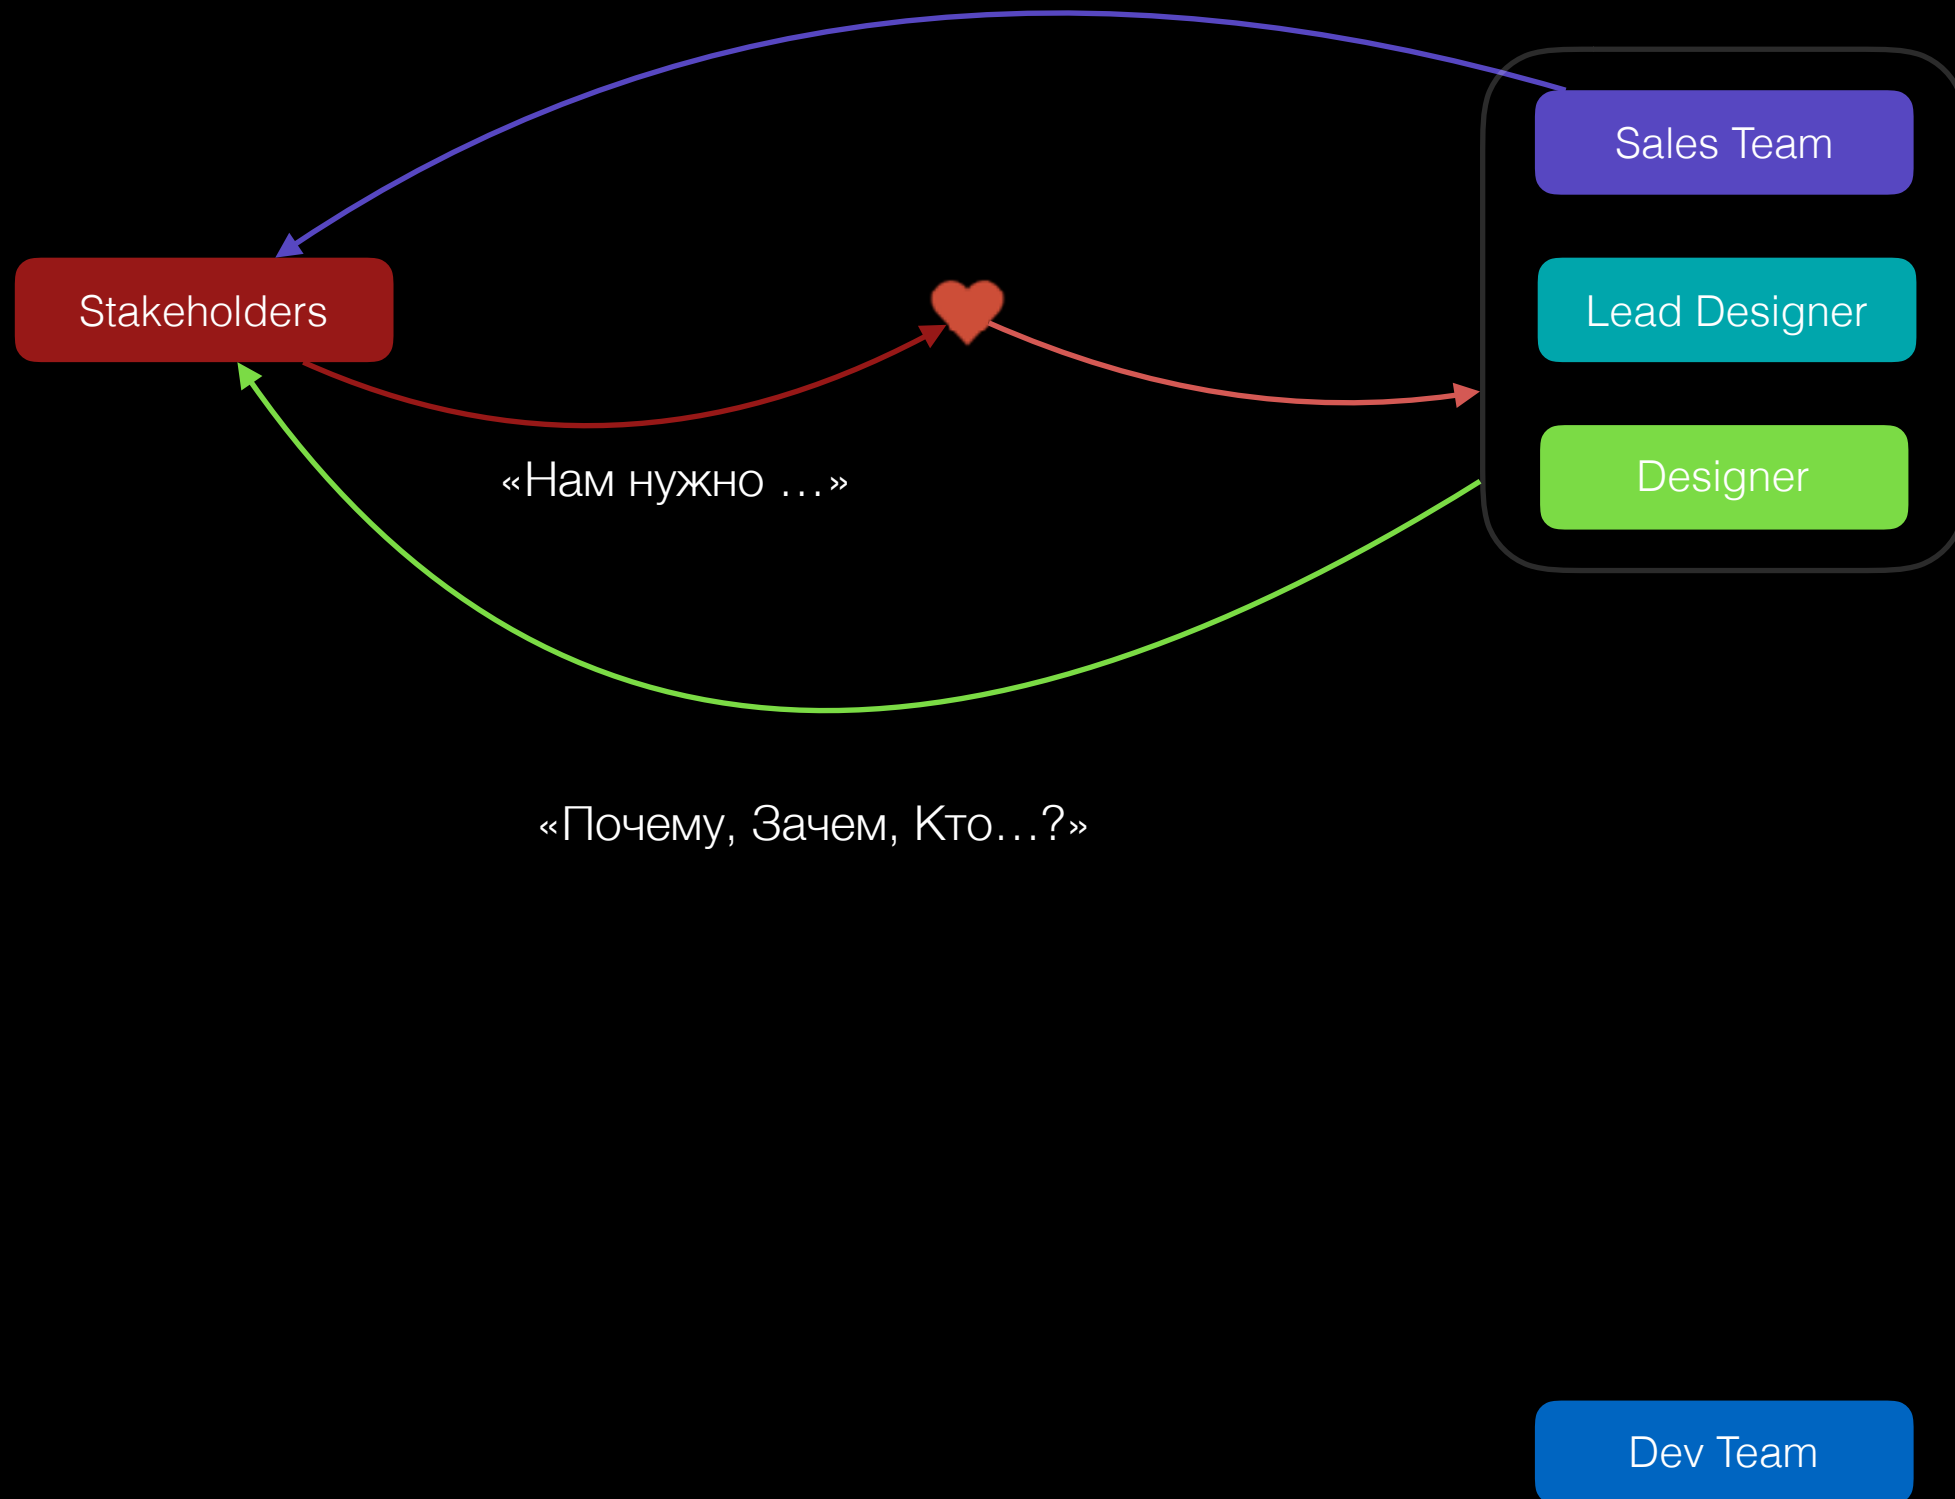 Sales Team
Stakeholders
Lead Designer
«Нам нужно …»
Designer
«Почему, Зачем, Кто…?»
Dev Team